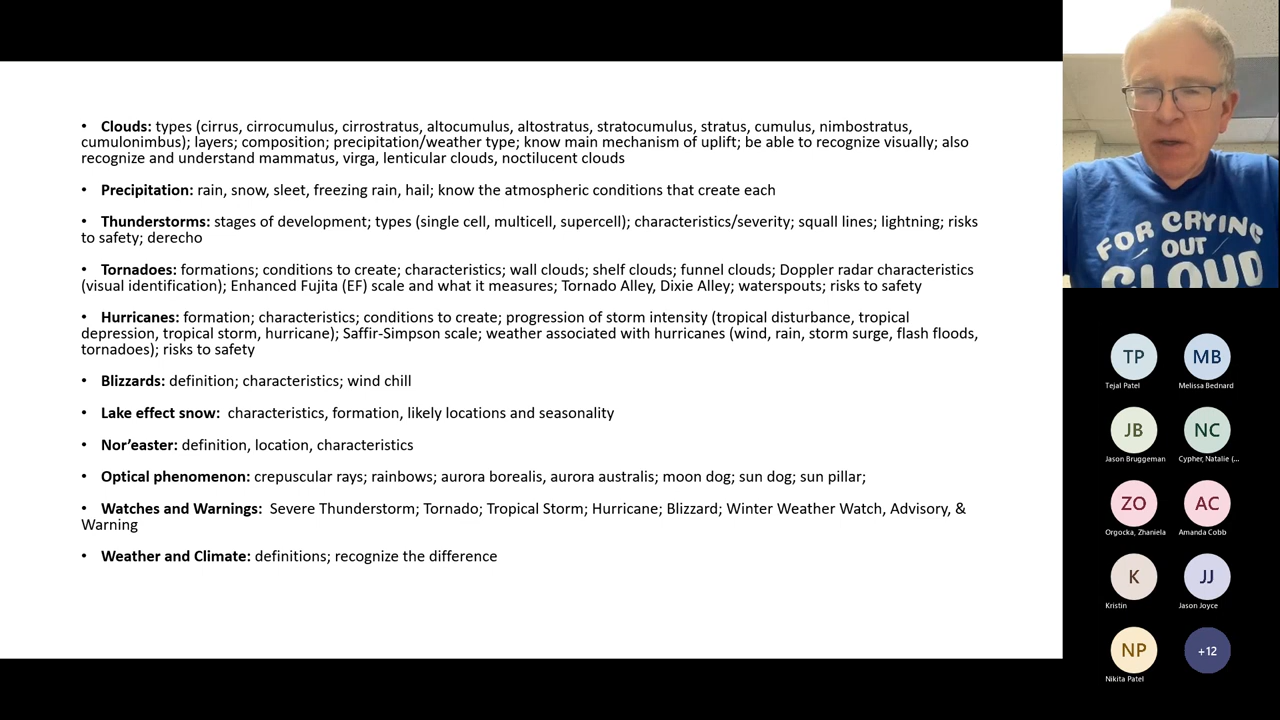 • Clouds: types (cirrus, cirrocumulus, cirrostratus, altocumulus, altostratus, stratocumulus, stratus, cumulus, nimbostratus,
cumulonimbus); layers; composition; precipitation/weather type; know main mechanism of uplift; be able to recognize visually; also
recognize and understand mammatus, virga, lenticular clouds, noctilucent clouds
• Precipitation: rain, snow, sleet, freezing rain, hail; know the atmospheric conditions that create each
• Thunderstorms: stages of development; types (single cell, multicell, supercell); characteristics/severity; squall lines; lightning; risks
to safety; derecho
• Tornadoes: formations; conditions to create; characteristics; wall clouds; shelf clouds; funnel clouds; Doppler radar characteristics
(visual identification); Enhanced Fujita (EF) scale and what it measures; Tornado Alley, Dixie Alley; waterspouts; risks to safety
• Hurricanes: formation; characteristics; conditions to create; progression of storm intensity (tropical disturbance, tropical
depression, tropical storm, hurricane); Saffir-Simpson scale; weather associated with hurricanes (wind, rain, storm surge, flash floods,
tornadoes); risks to safety
• Blizzards: definition; characteristics; wind chill
• Lake effect snow:  characteristics, formation, likely locations and seasonality
• Nor’easter: definition, location, characteristics
• Optical phenomenon: crepuscular rays; rainbows; aurora borealis, aurora australis; moon dog; sun dog; sun pillar;
• Watches and Warnings:  Severe Thunderstorm; Tornado; Tropical Storm; Hurricane; Blizzard; Winter Weather Watch, Advisory, &
Warning
• Weather and Climate: definitions; recognize the difference
FOR CRYING
OUT
CLOUD
TP MB
Tejal Patel Melissa Bednard
JB NC
Jason Bruggeman Cypher, Natalie (...
ZO AC
Orgocka, Zhaniela Amanda Cobb
K JJ
Kristin Jason Joyce
NP +12
Nikita Patel